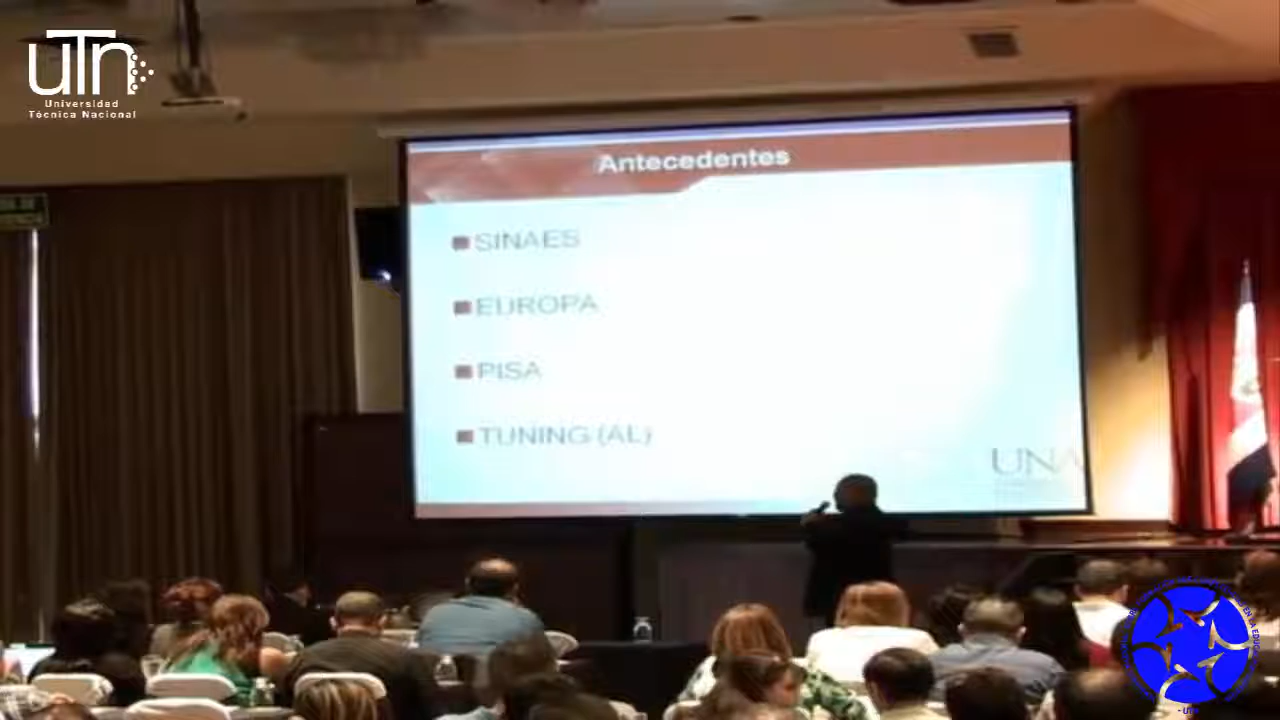 uTn
Universidad
Técnica Nacional
Antecedentes
SINAES
EUROPA
PISA
TUNING (AL)
UNA